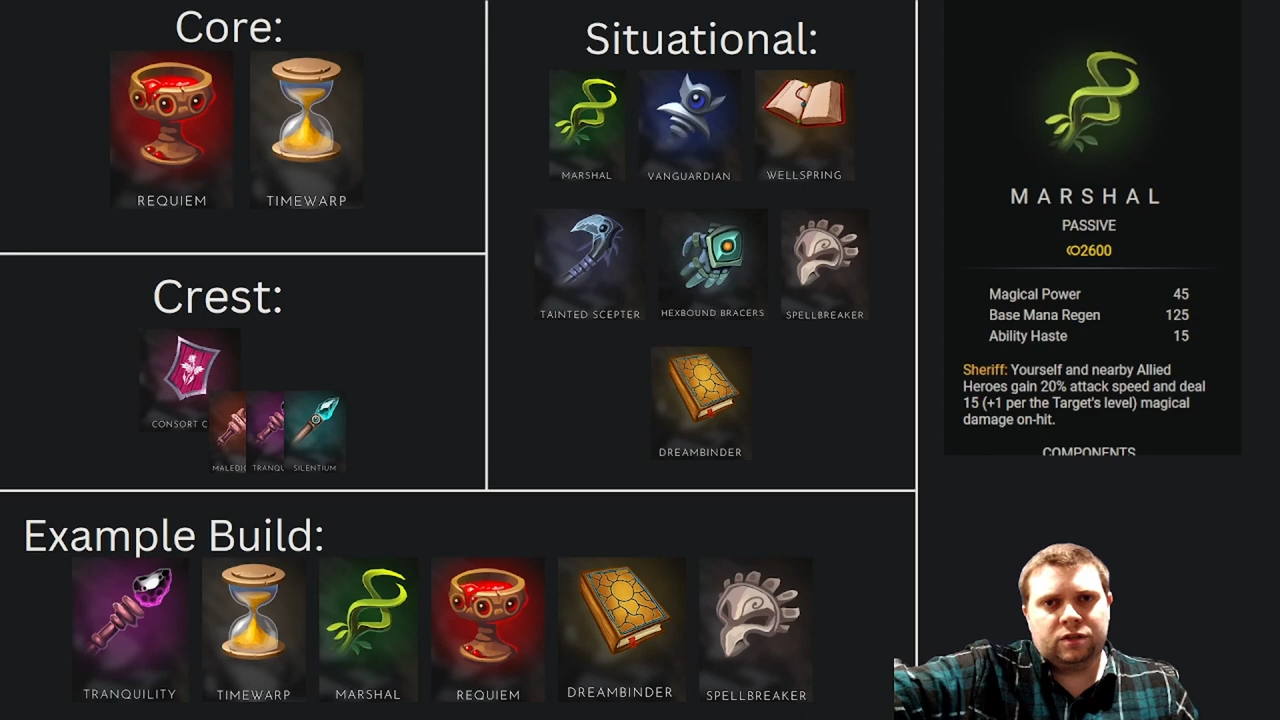 Core:
REQUIEM
TIMEWARP
Crest:
CONSORT C
MALEDIC
TRANQU
SILENTIUM
Situational:
MARSHAL
VANGUARDIAN
WELLSPRING
TAINTED SCEPTER
HEXBOUND BRACERS
SPELLBREAKER
DREAMBINDER
Example Build:
TRANQUILITY
TIMEWARP
MARSHAL
REQUIEM
DREAMBINDER
SPELLBREAKER
MARSHAL
PASSIVE
2600
Magical Power 45
Base Mana Regen 125
Ability Haste 15
Sheriff: Yourself and nearby Allied
Heroes gain 20% attack speed and deal
15 (+1 per the Target's level) magical
damage on-hit.
COMPONENTS